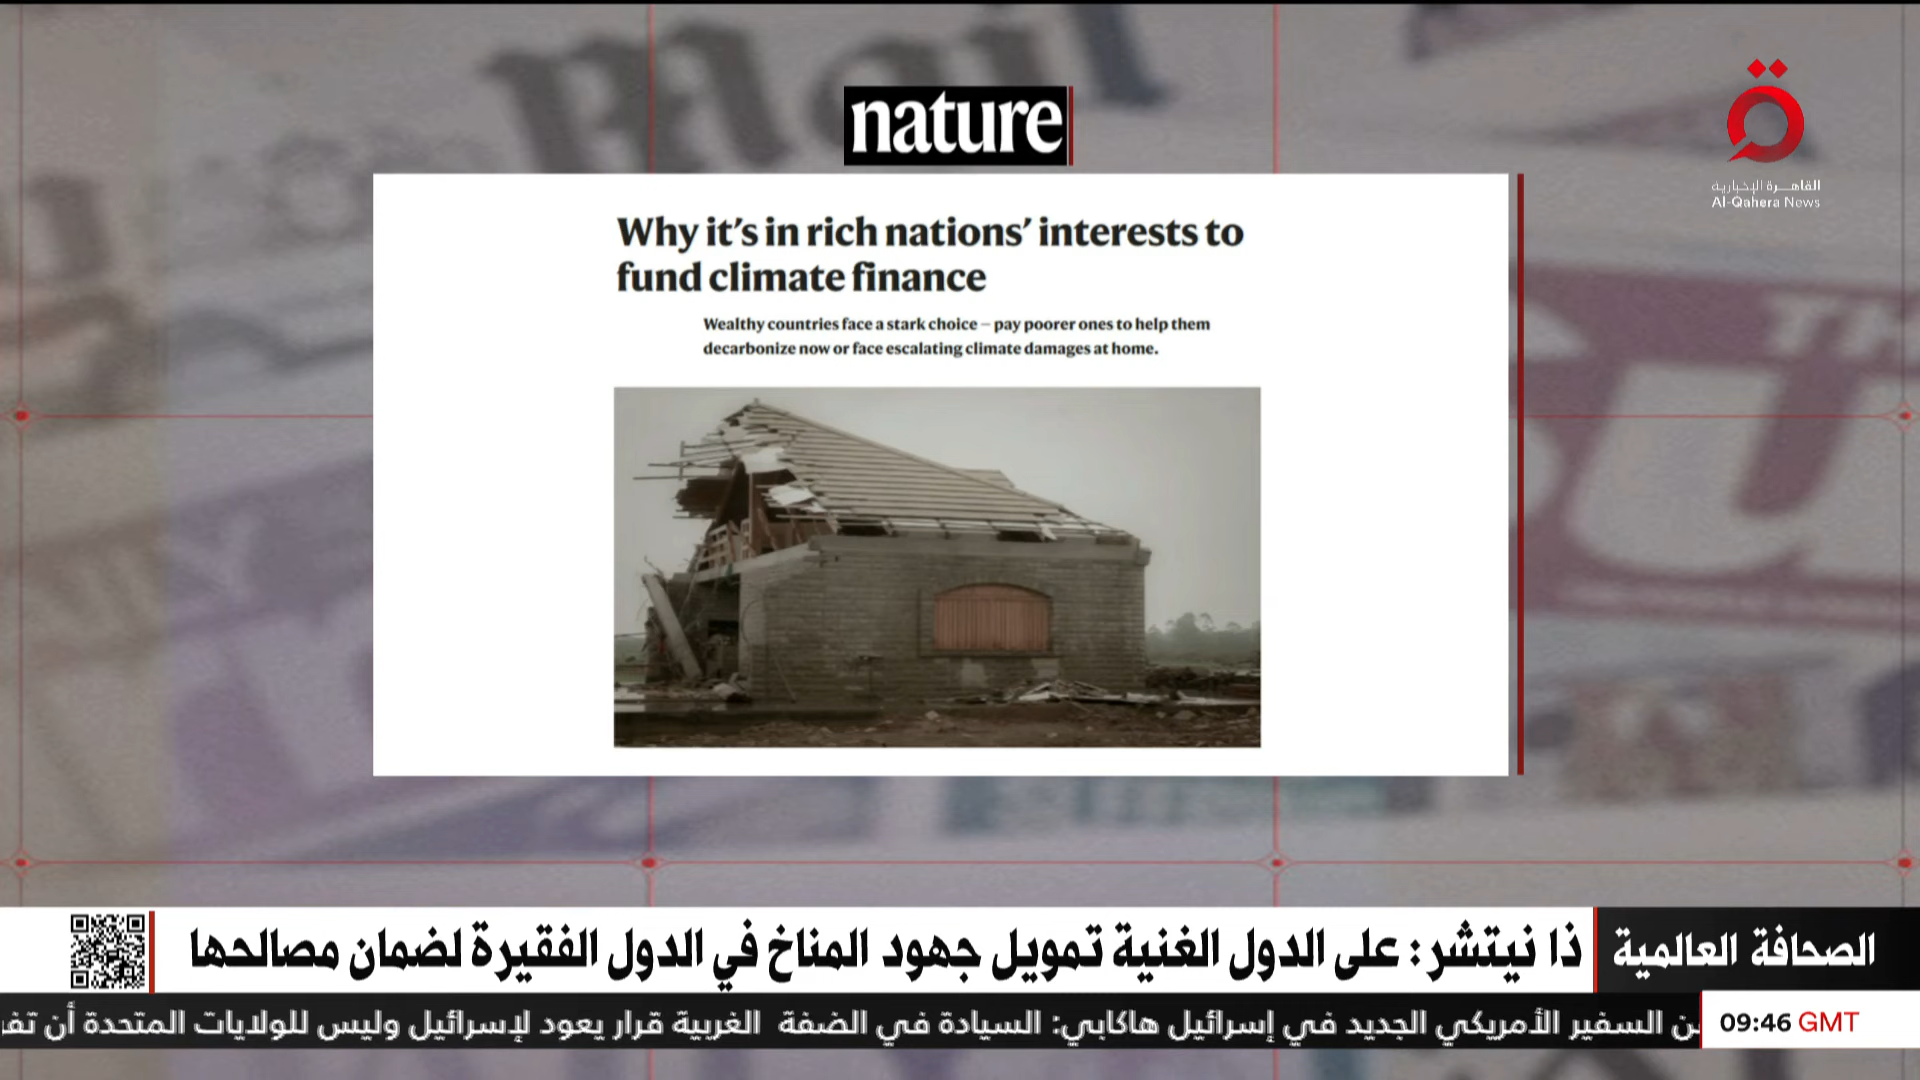 nature
القاهرة الإخبارية
Al-Qahera News
Why it's in rich nations' interests to
fund climate finance
Wealthy countries face a stark choice – pay poorer ones to help them
decarbonize now or face escalating climate damages at home.
الصحافة العالمية
ذا نيتشر: على الدول الغنية تمويل جهود المناخ في الدول الفقيرة لضمان مصالحها
السفير الأمريكي الجديد في إسرائيل هاكابي: السيادة في الضفة الغربية قرار يعود لإسرائيل وليس للولايات المتحدة أن
09:46 GMT